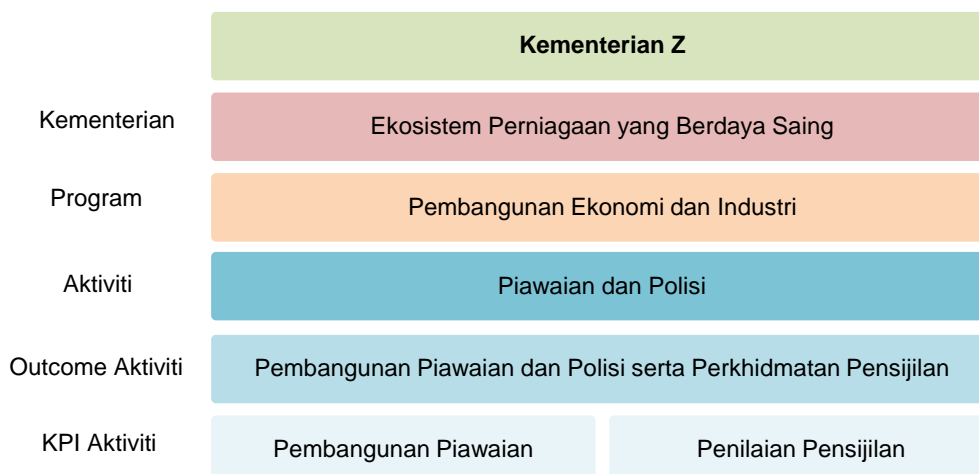 Kementerian Z
Kementerian
Ekosistem Perniagaan yang Berdaya Saing
Program
Pembangunan Ekonomi dan Industri
Aktiviti
Piawaian dan Polisi
Outcome Aktiviti
Pembangunan Piawaian dan Polisi serta Perkhidmatan Pensijilan
KPI Aktiviti
Pembangunan Piawaian
Penilaian Pensijilan